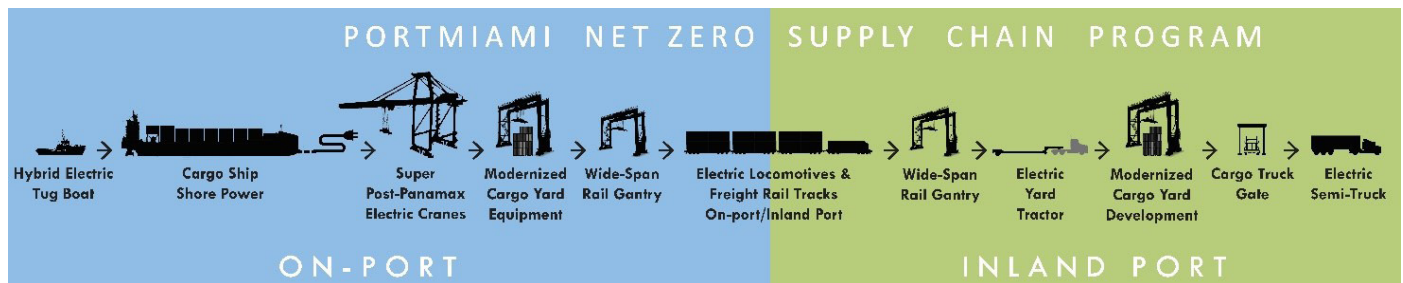 PORTMIAMI NET ZERO SUPPLY CHAIN PROGRAM
Hybrid Electric
Tug Boat
Cargo Ship
Shore Power
Super
Post-Panamax
Electric Cranes
Modernized
Cargo Yard
Equipment
Wide-Span
Rail Gantry
Electric Locomotives &
Freight Rail Tracks
On-port/Inland Port
Wide-Span
Rail Gantry
Electric
Yard
Tractor
Modernized
Cargo Yard
Development
Cargo Truck
Gate
Electric
Semi-Truck
ON-PORT
INLAND PORT